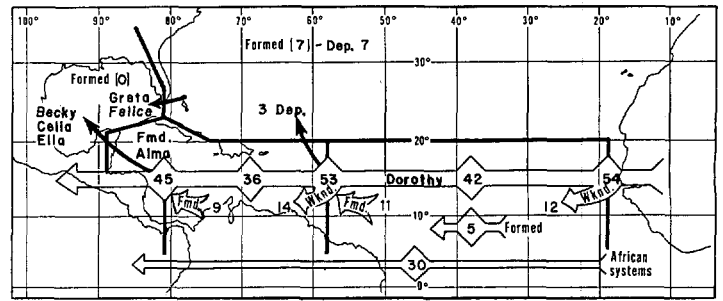 100° 90° 80° 70° 60° 50° 40° 30° 20° 10°
Formed (7) - Dep. 7
30°
Formed (0)
Greta
Felice
Becky
Celia
Ella
3 Dep.
Fmd.
Alma
20°
45 36 53 Dorothy 42 54
Fmd. 9 14 Wknd. Fmd 11 12 Wknd.
10°
5 Formed
African
systems
30
0°